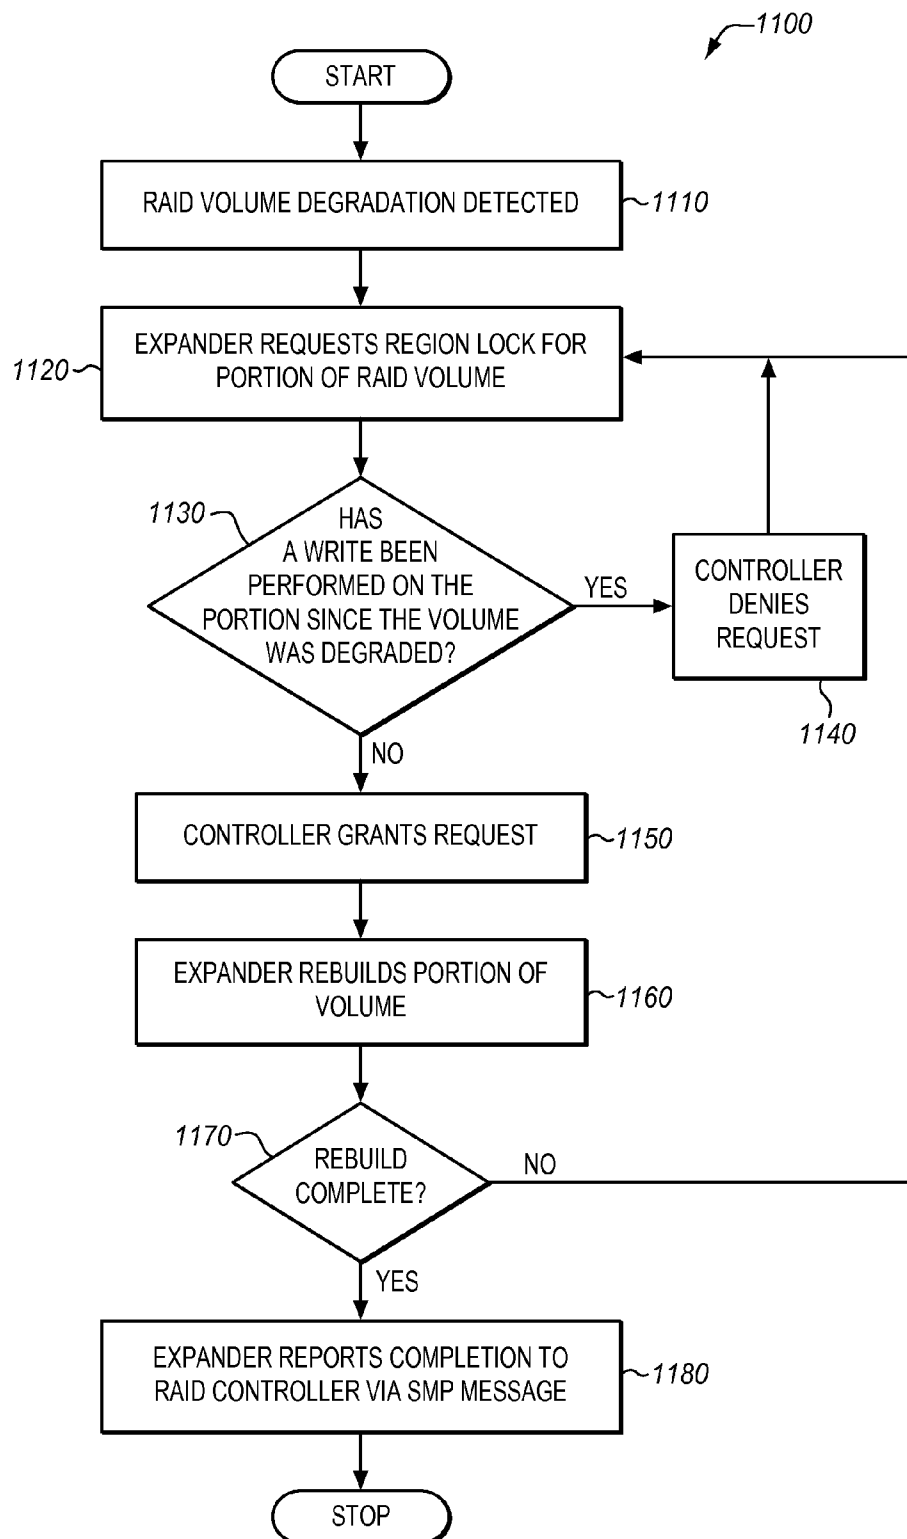 1100
START
RAID VOLUME DEGRADATION DETECTED
1110
EXPANDER REQUESTS REGION LOCK FOR
PORTION OF RAID VOLUME
1120
1130
HAS
A WRITE BEEN
PERFORMED ON THE
PORTION SINCE THE VOLUME
WAS DEGRADED?
YES
CONTROLLER
DENIES
REQUEST
1140
NO
CONTROLLER GRANTS REQUEST
1150
EXPANDER REBUILDS PORTION OF
VOLUME
1160
1170
REBUILD
COMPLETE?
NO
YES
EXPANDER REPORTS COMPLETION TO
RAID CONTROLLER VIA SMP MESSAGE
1180
STOP